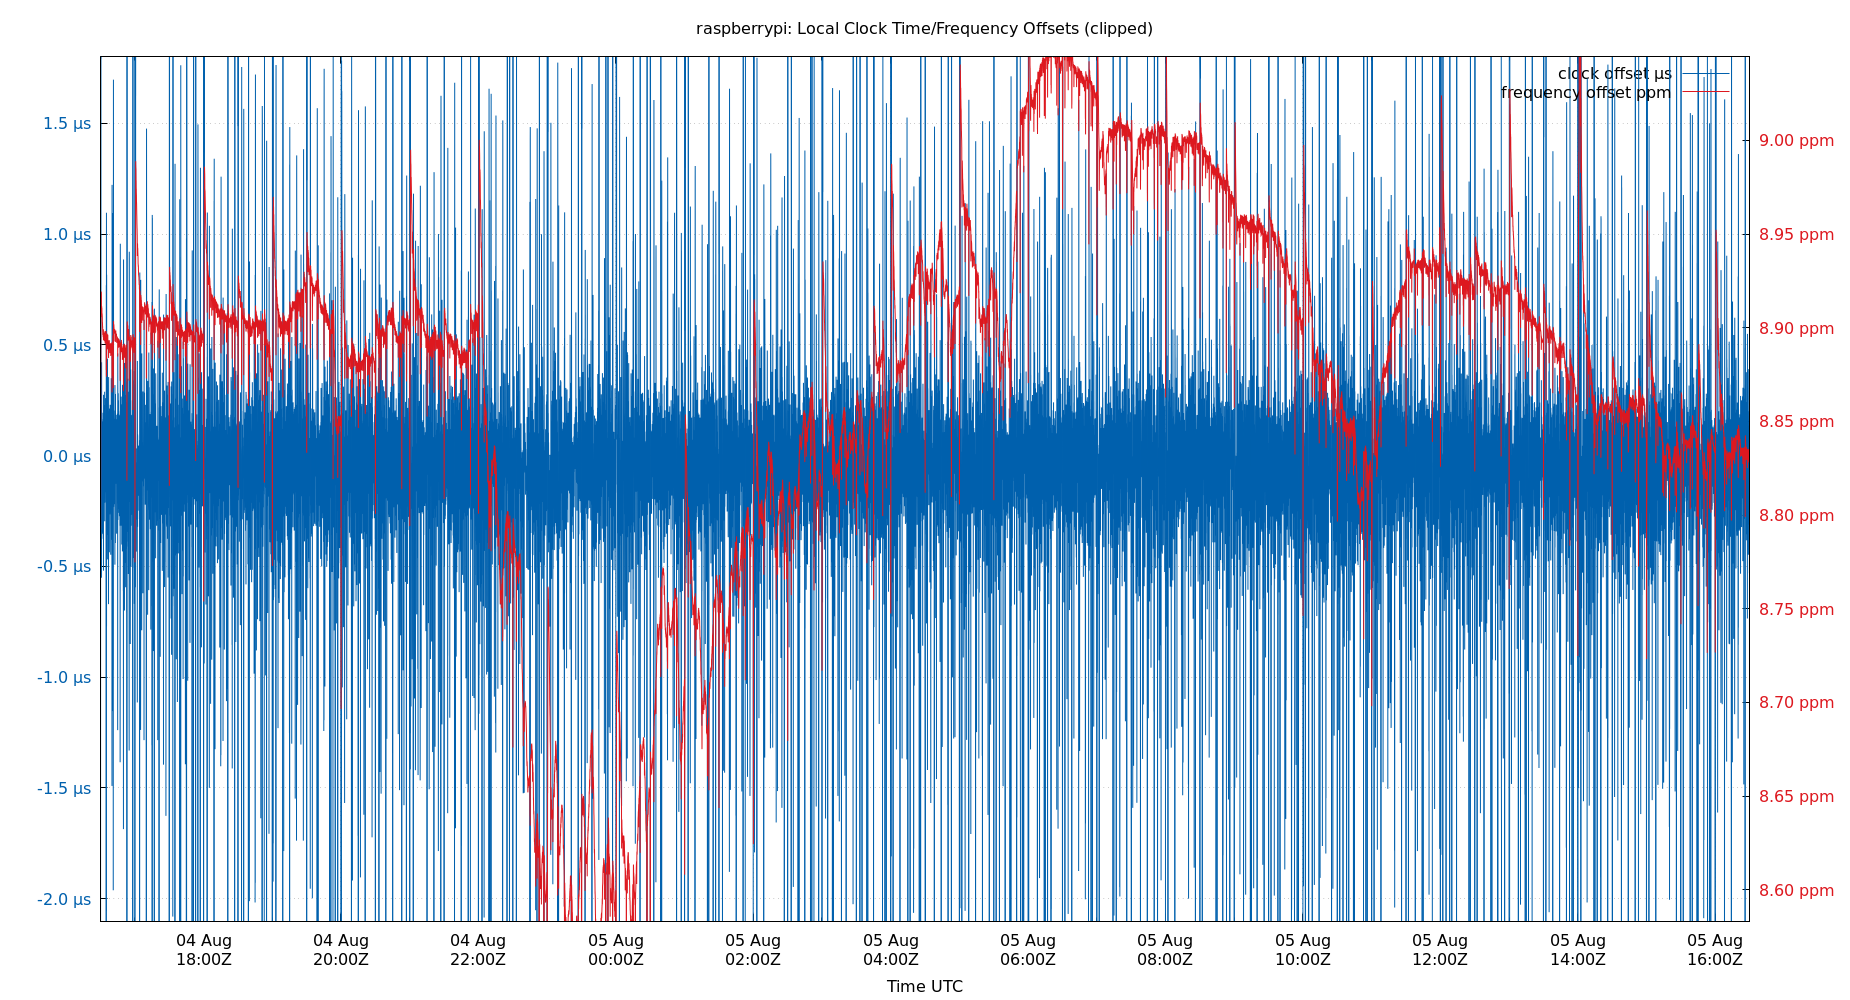 raspberrypi: Local Clock Time/Frequency Offsets (clipped)
clock offset µs
frequency offset ppm
1.5 µs
1.0 µs
0.5 µs
0.0 µs
-0.5 µs
-1.0 µs
-1.5 µs
-2.0 µs
9.00 ppm
8.95 ppm
8.90 ppm
8.85 ppm
8.80 ppm
8.75 ppm
8.70 ppm
8.65 ppm
8.60 ppm
04 Aug 04 Aug 04 Aug 05 Aug 05 Aug 05 Aug 05 Aug 05 Aug 05 Aug 05 Aug 05 Aug 05 Aug
18:00Z 20:00Z 22:00Z 00:00Z 02:00Z 04:00Z 06:00Z 08:00Z 10:00Z 12:00Z 14:00Z 16:00Z
Time UTC